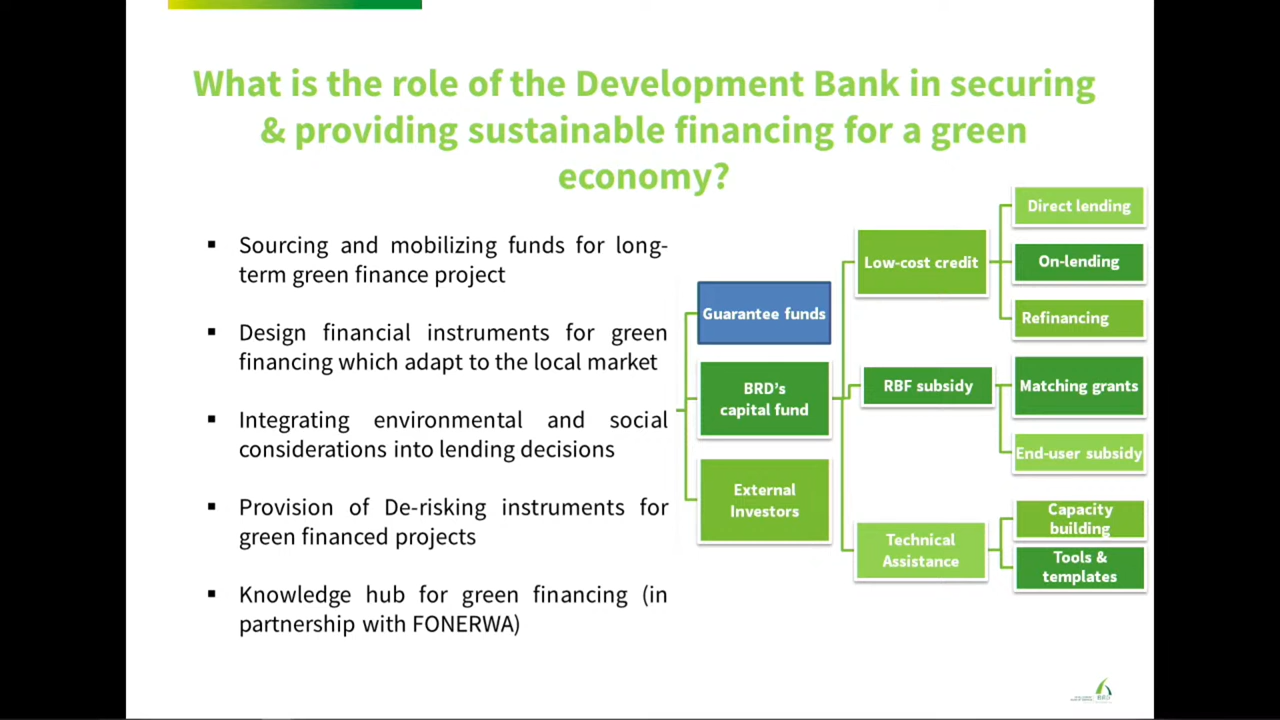 What is the role of the Development Bank in securing
& providing sustainable financing for a green
economy?
▪ Sourcing and mobilizing funds for long-
term green finance project
▪ Design financial instruments for green
financing which adapt to the local market
▪ Integrating environmental and social
considerations into lending decisions
▪ Provision of De-risking instruments for
green financed projects
▪ Knowledge hub for green financing (in
partnership with FONERWA)
Guarantee funds
BRD's
capital fund
External
Investors
Low-cost credit
RBF subsidy
Technical
Assistance
Direct lending
On-lending
Refinancing
Matching grants
End-user subsidy
Capacity
building
Tools &
templates